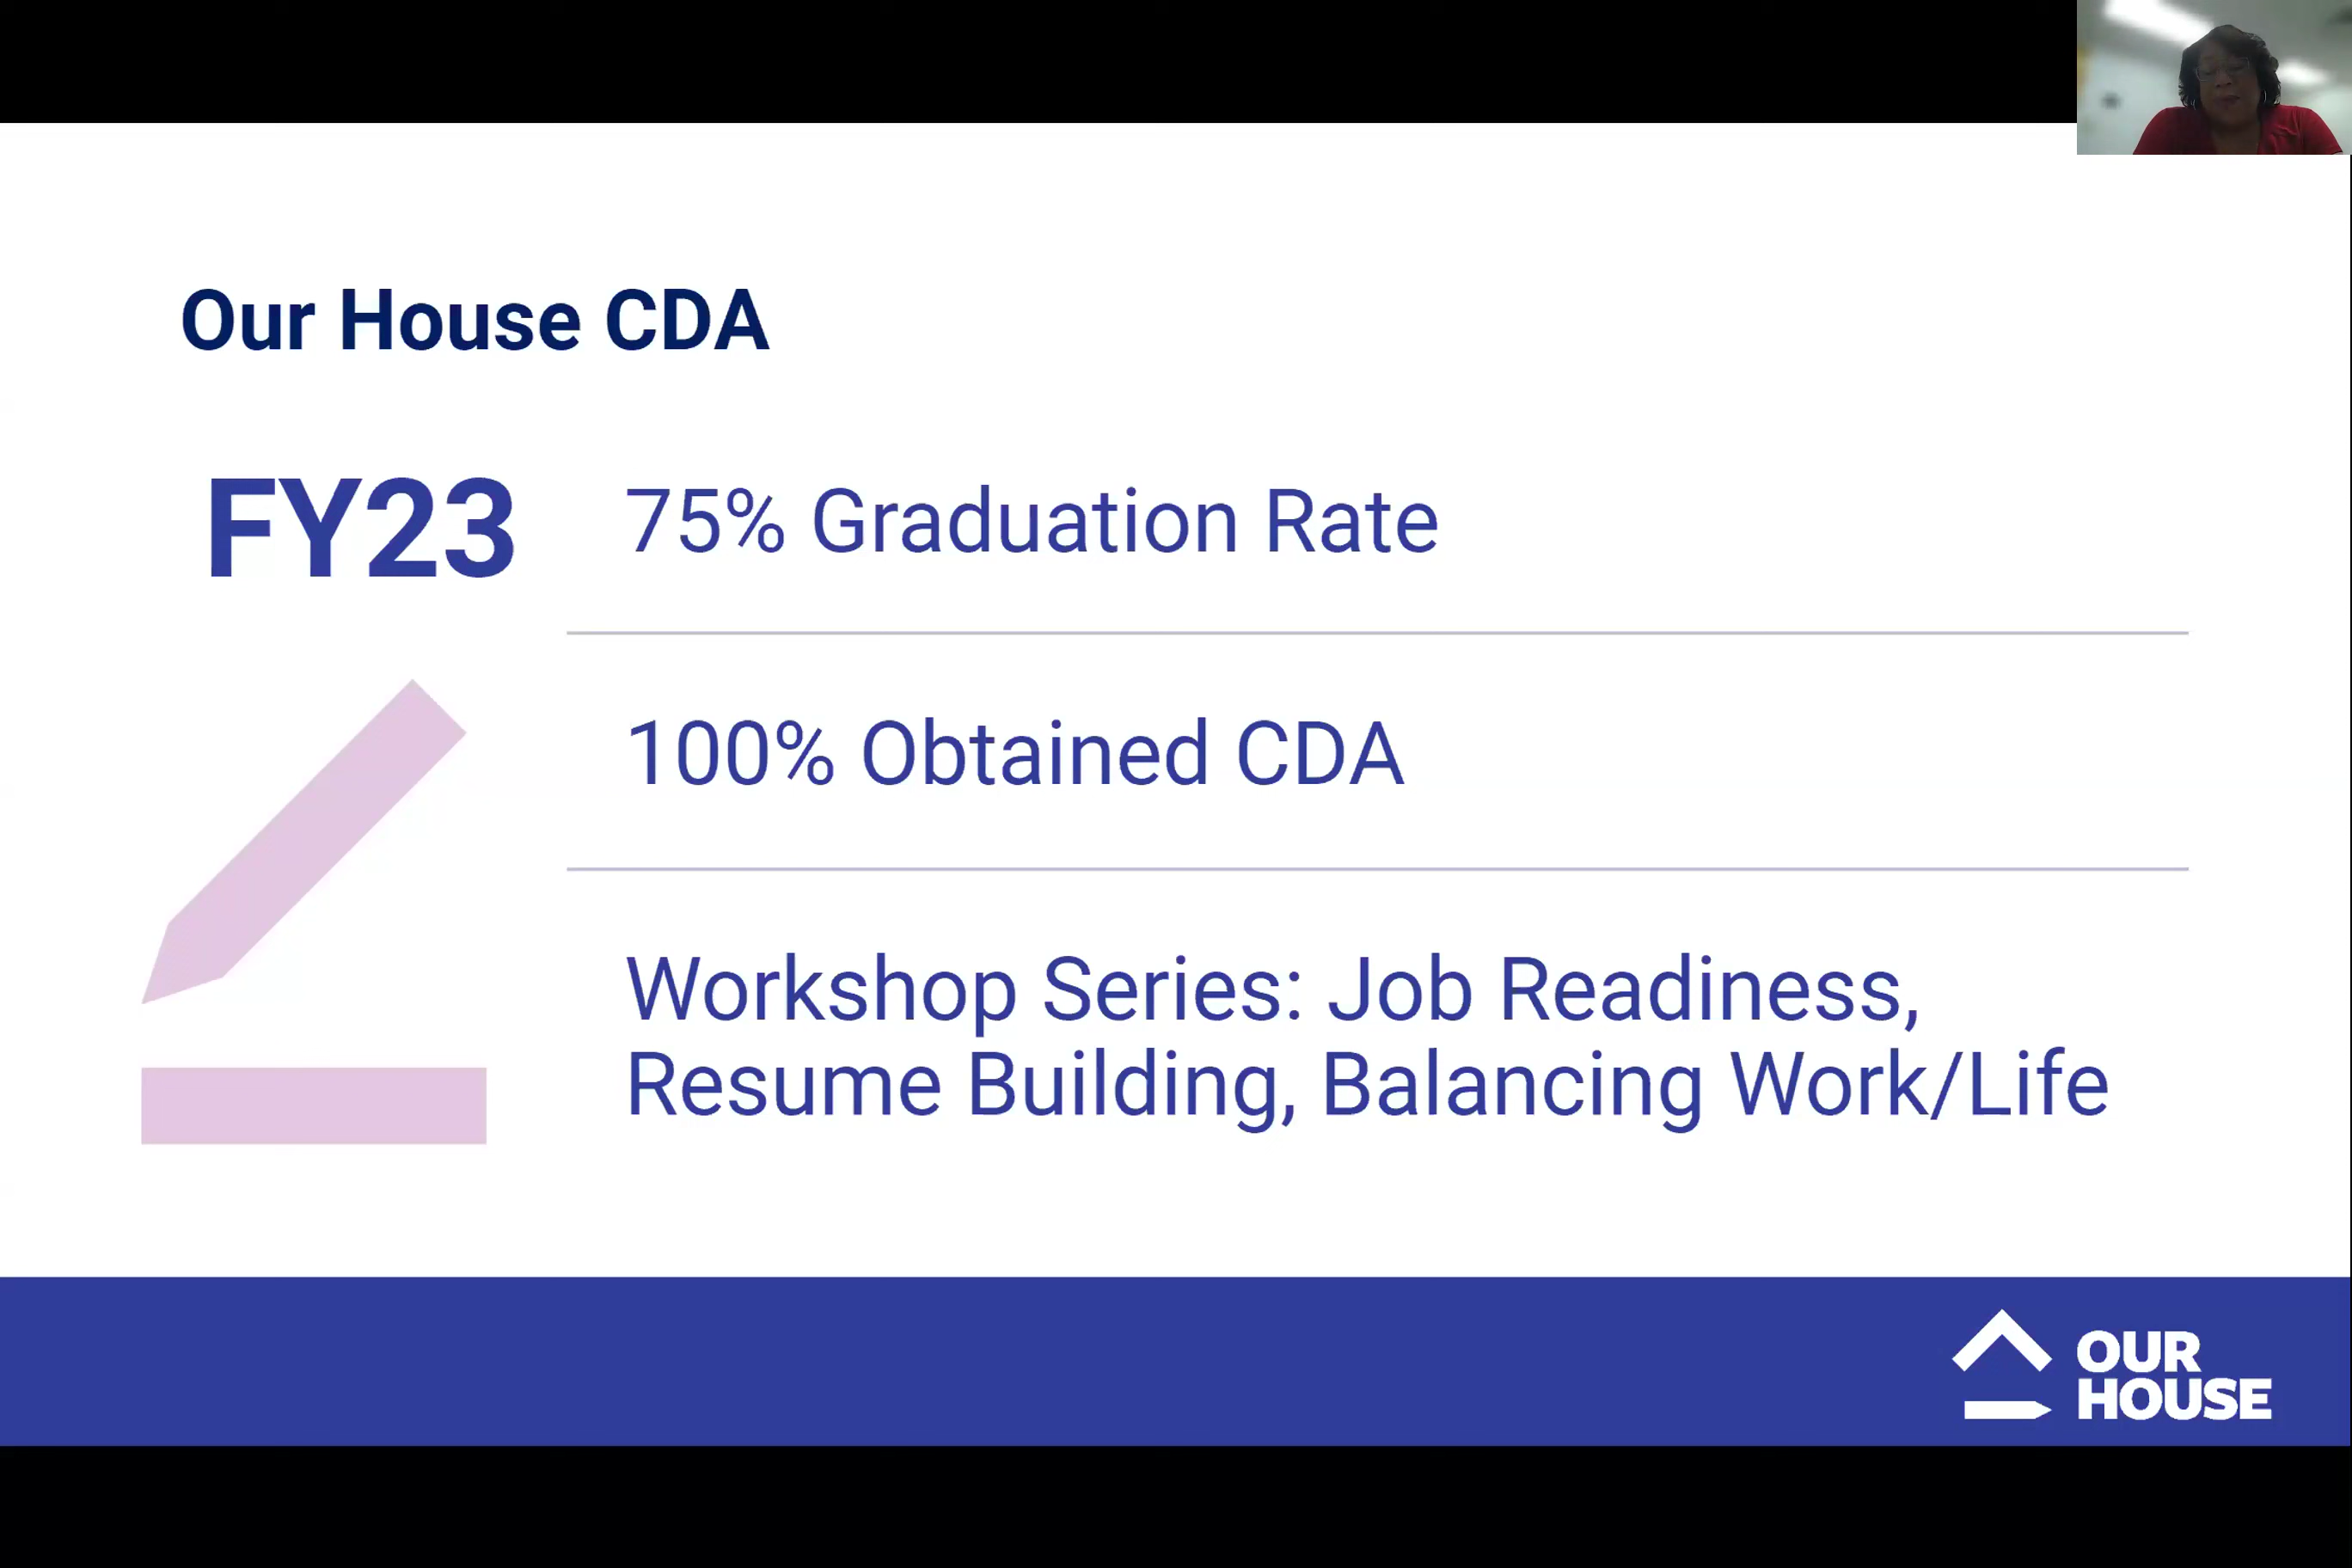 Our House CDA
FY23
75% Graduation Rate
100% Obtained CDA
Workshop Series: Job Readiness,
Resume Building, Balancing Work/Life
OUR
HOUSE